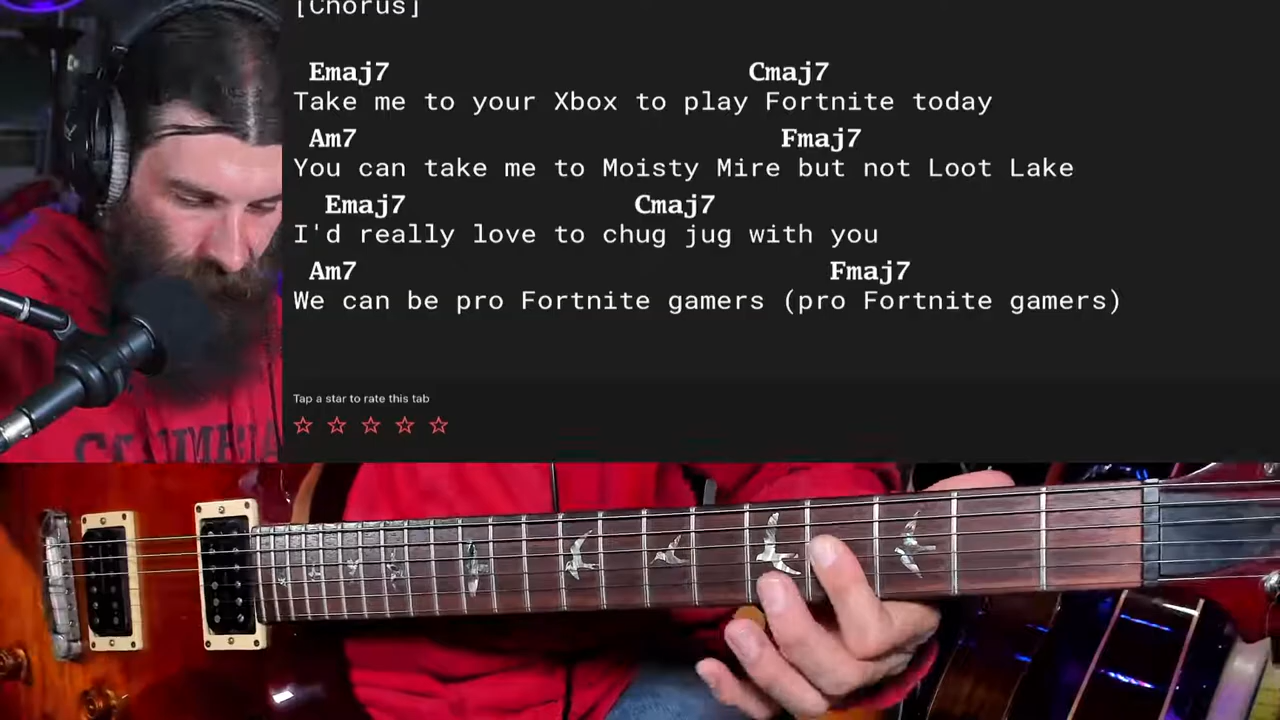 [Chorus]
Emaj7 Cmaj7
Take me to your Xbox to play Fortnite today
Am7 Fmaj7
You can take me to Moisty Mire but not Loot Lake
Emaj7 Cmaj7
I'd really love to chug jug with you
Am7 Fmaj7
We can be pro Fortnite gamers (pro Fortnite gamers)
Tap a star to rate this tab
COLUMBIA